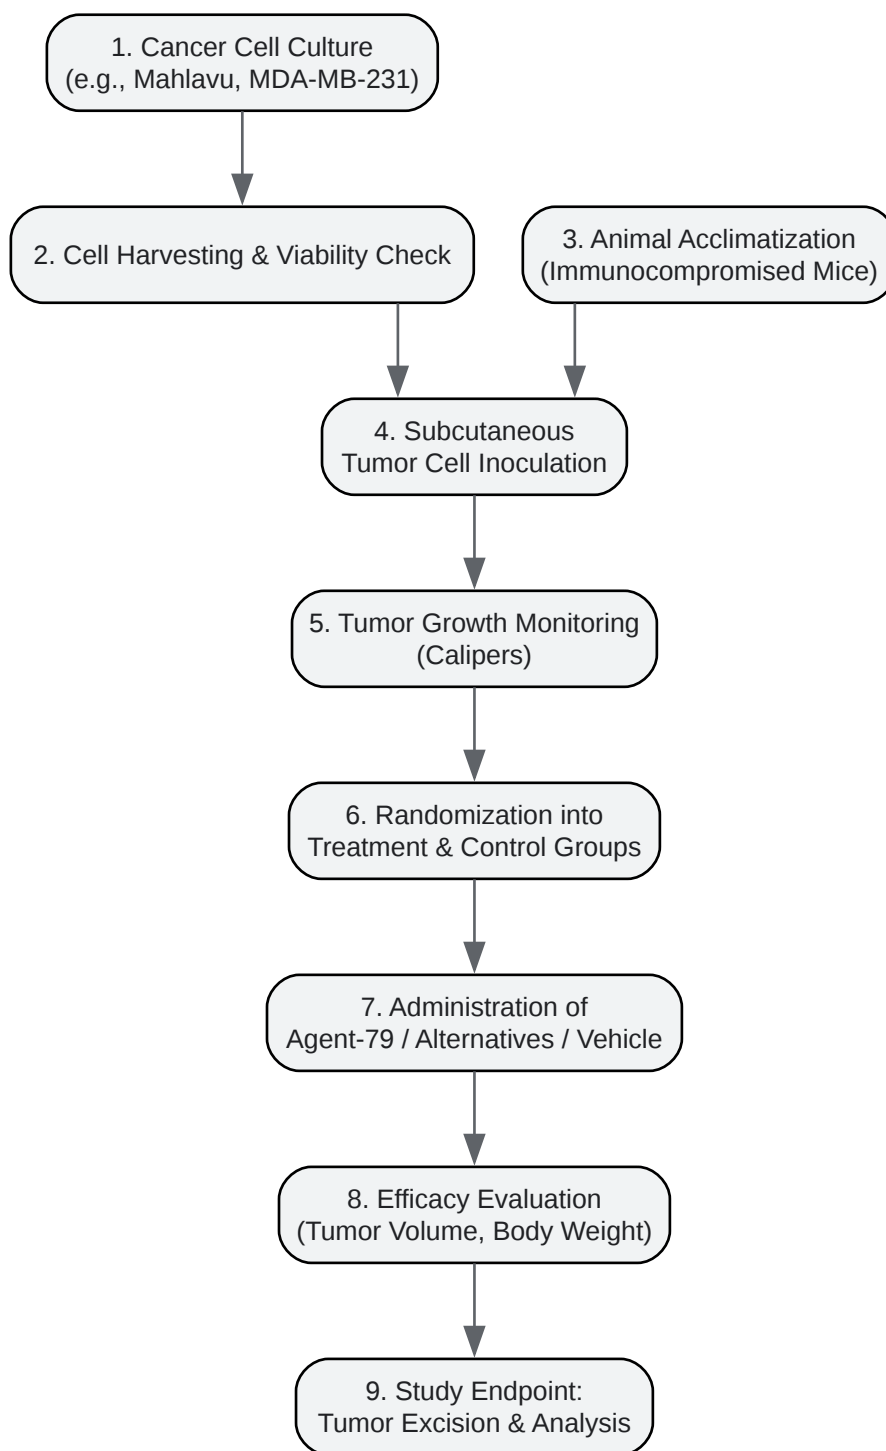 1. Cancer Cell Culture
(e.g., Mahlavu, MDA-MB-231)
2. Cell Harvesting & Viability Check
3. Animal Acclimatization
(Immunocompromised Mice)
4. Subcutaneous
Tumor Cell Inoculation
5. Tumor Growth Monitoring
(Calipers)
6. Randomization into
Treatment & Control Groups
7. Administration of
Agent-79 / Alternatives / Vehicle
8. Efficacy Evaluation
(Tumor Volume, Body Weight)
9. Study Endpoint:
Tumor Excision & Analysis